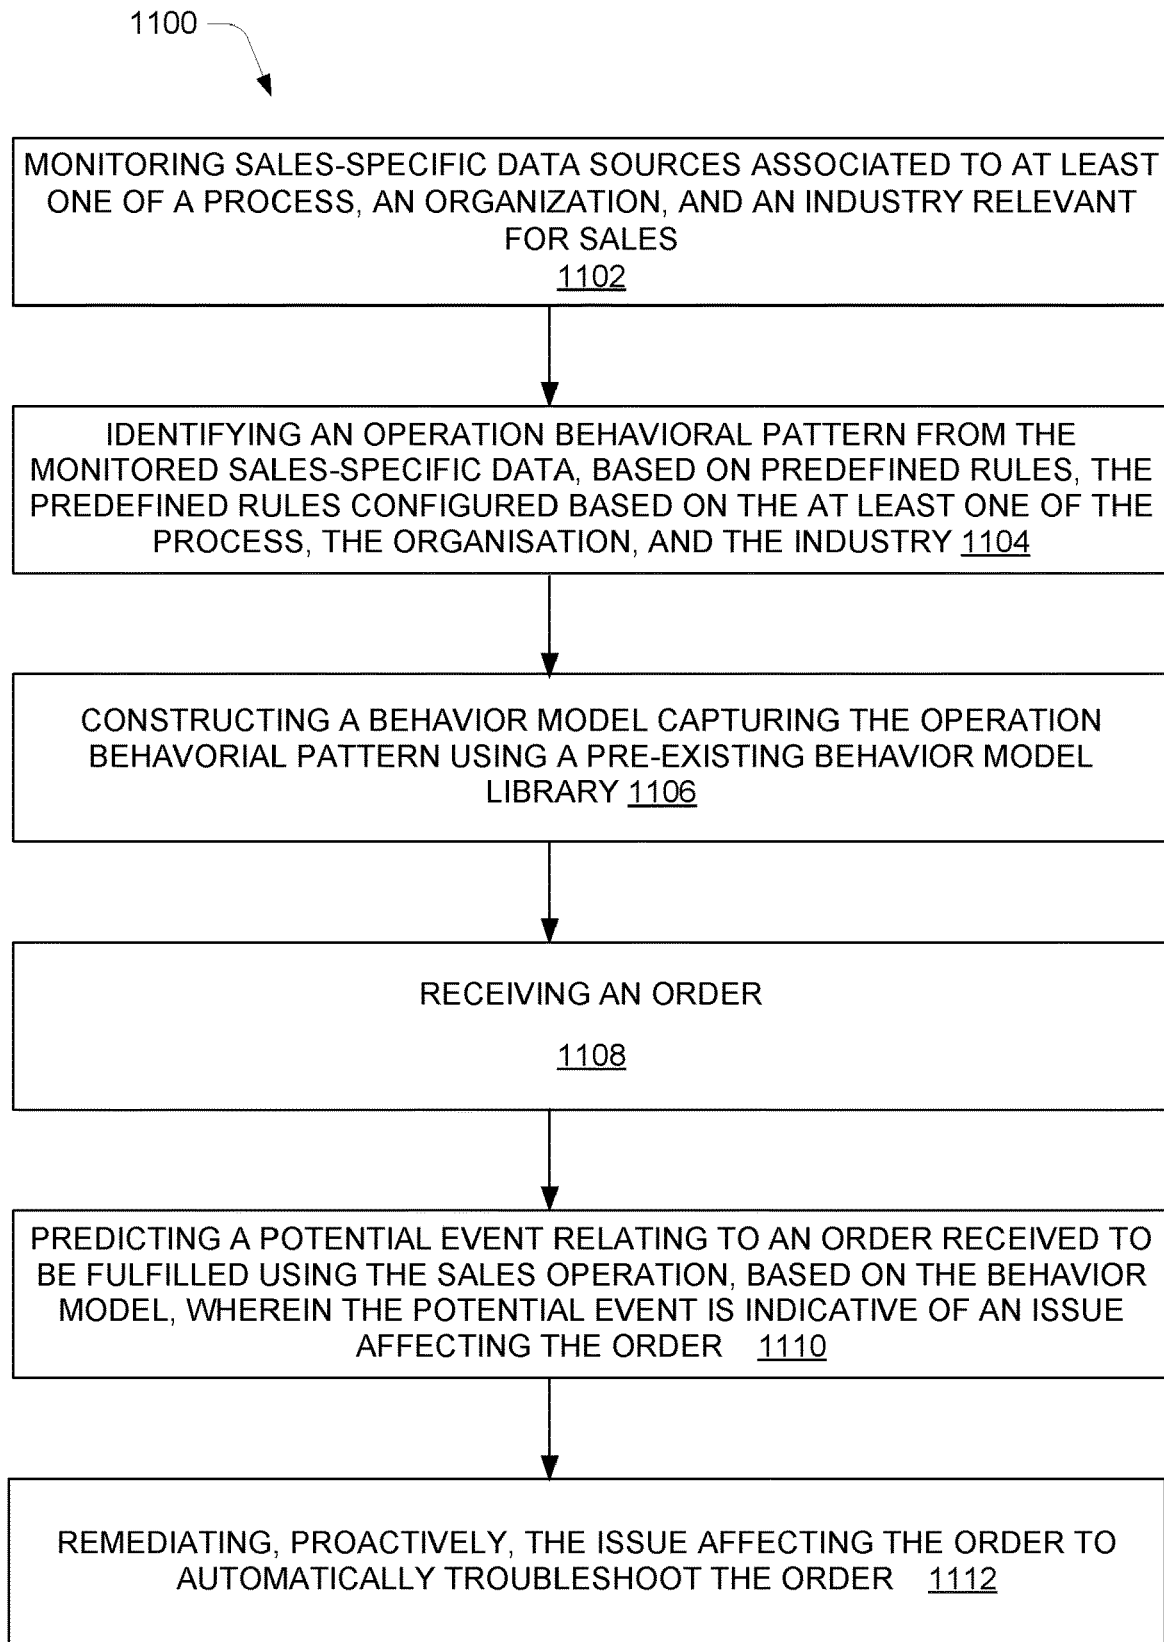 1100
MONITORING SALES-SPECIFIC DATA SOURCES ASSOCIATED TO AT LEAST
ONE OF A PROCESS, AN ORGANIZATION, AND AN INDUSTRY RELEVANT
FOR SALES
1102
IDENTIFYING AN OPERATION BEHAVIORAL PATTERN FROM THE
MONITORED SALES-SPECIFIC DATA, BASED ON PREDEFINED RULES, THE
PREDEFINED RULES CONFIGURED BASED ON THE AT LEAST ONE OF THE
PROCESS, THE ORGANISATION, AND THE INDUSTRY 1104
CONSTRUCTING A BEHAVIOR MODEL CAPTURING THE OPERATION
BEHAVORIAL PATTERN USING A PRE-EXISTING BEHAVIOR MODEL
LIBRARY 1106
RECEIVING AN ORDER
1108
PREDICTING A POTENTIAL EVENT RELATING TO AN ORDER RECEIVED TO
BE FULFILLED USING THE SALES OPERATION, BASED ON THE BEHAVIOR
MODEL, WHEREIN THE POTENTIAL EVENT IS INDICATIVE OF AN ISSUE
AFFECTING THE ORDER 1110
REMEDIATING, PROACTIVELY, THE ISSUE AFFECTING THE ORDER TO
AUTOMATICALLY TROUBLESHOOT THE ORDER 1112